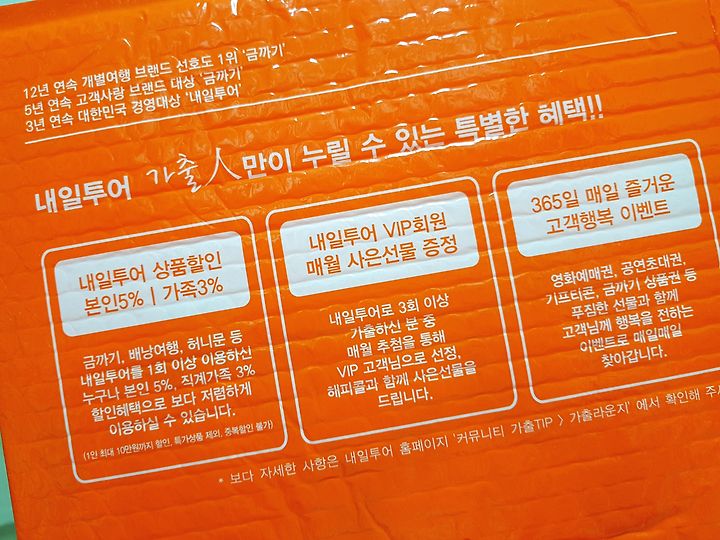 12년 연속 개별여행 브랜드 선호도 1위 '금까기'
5년 연속 고객사랑 브랜드 대상 '금까기'
3년 연속 대한민국 경영대상 '내일투어'
내일투어 가출人만이 누릴 수 있는 특별한 혜택!!
내일투어 상품할인
본인5% | 가족3%
금까기, 배낭여행, 허니문 등
내일투어를 1회 이상 이용하신
누구나 본인 5%, 직계가족 3%
할인혜택으로 보다 저렴하게
이용하실 수 있습니다.
(1인 최대 10만원까지 할인, 특가상품 제외, 중복할인 불가)
내일투어 VIP회원
매월 사은선물 증정
내일투어로 3회 이상
가출하신 분 중
매월 추첨을 통해
VIP 고객님으로 선정,
해피콜과 함께 사은선물을
드립니다.
365일 매일 즐거운
고객행복 이벤트
영화예매권, 공연초대권,
기프티콘, 금까기 상품권 등
푸짐한 선물과 함께
고객님께 행복을 전하는
이벤트로 매일매일
찾아갑니다.
* 보다 자세한 사항은 내일투어 홈페이지 '커뮤니티 가출TIP > 가출라운지' 에서 확인해 주